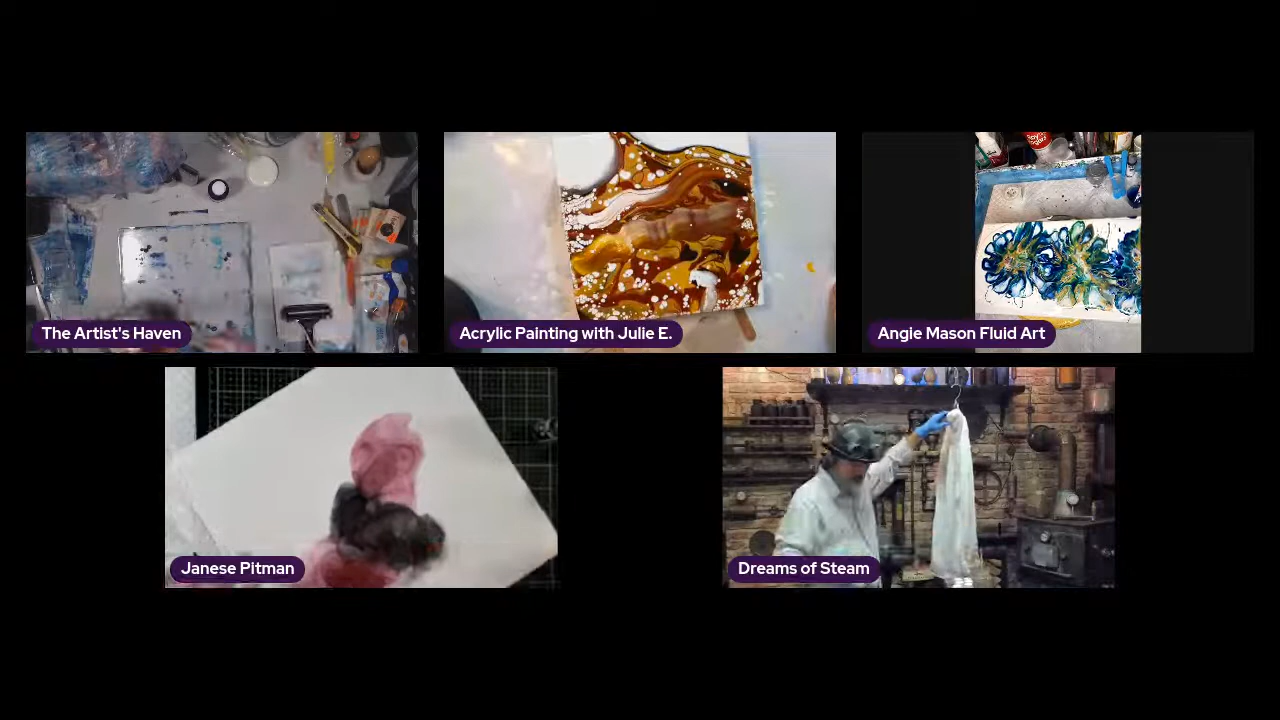 The Artist's Haven
Acrylic Painting with Julie E.
Angie Mason Fluid Art
Janese Pitman
Dreams of Steam